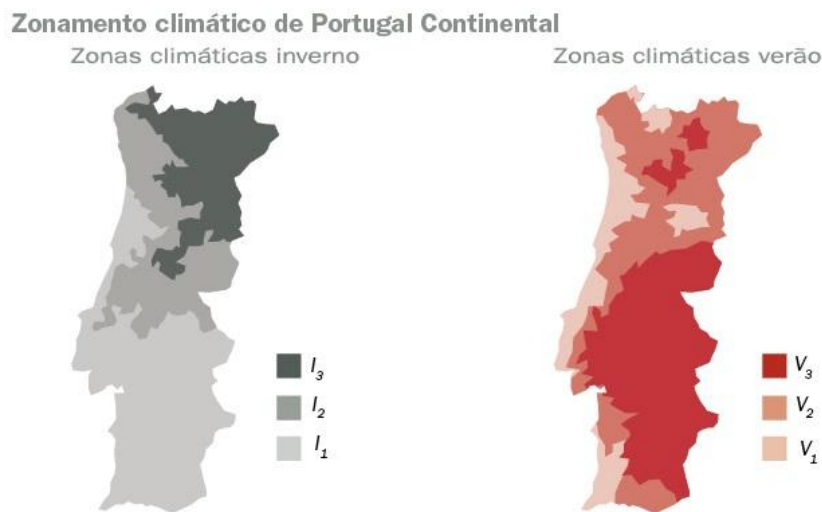 Zonamento climático de Portugal Continental
Zonas climáticas inverno
Zonas climáticas verão
I3
I2
I1
V3
V2
V1